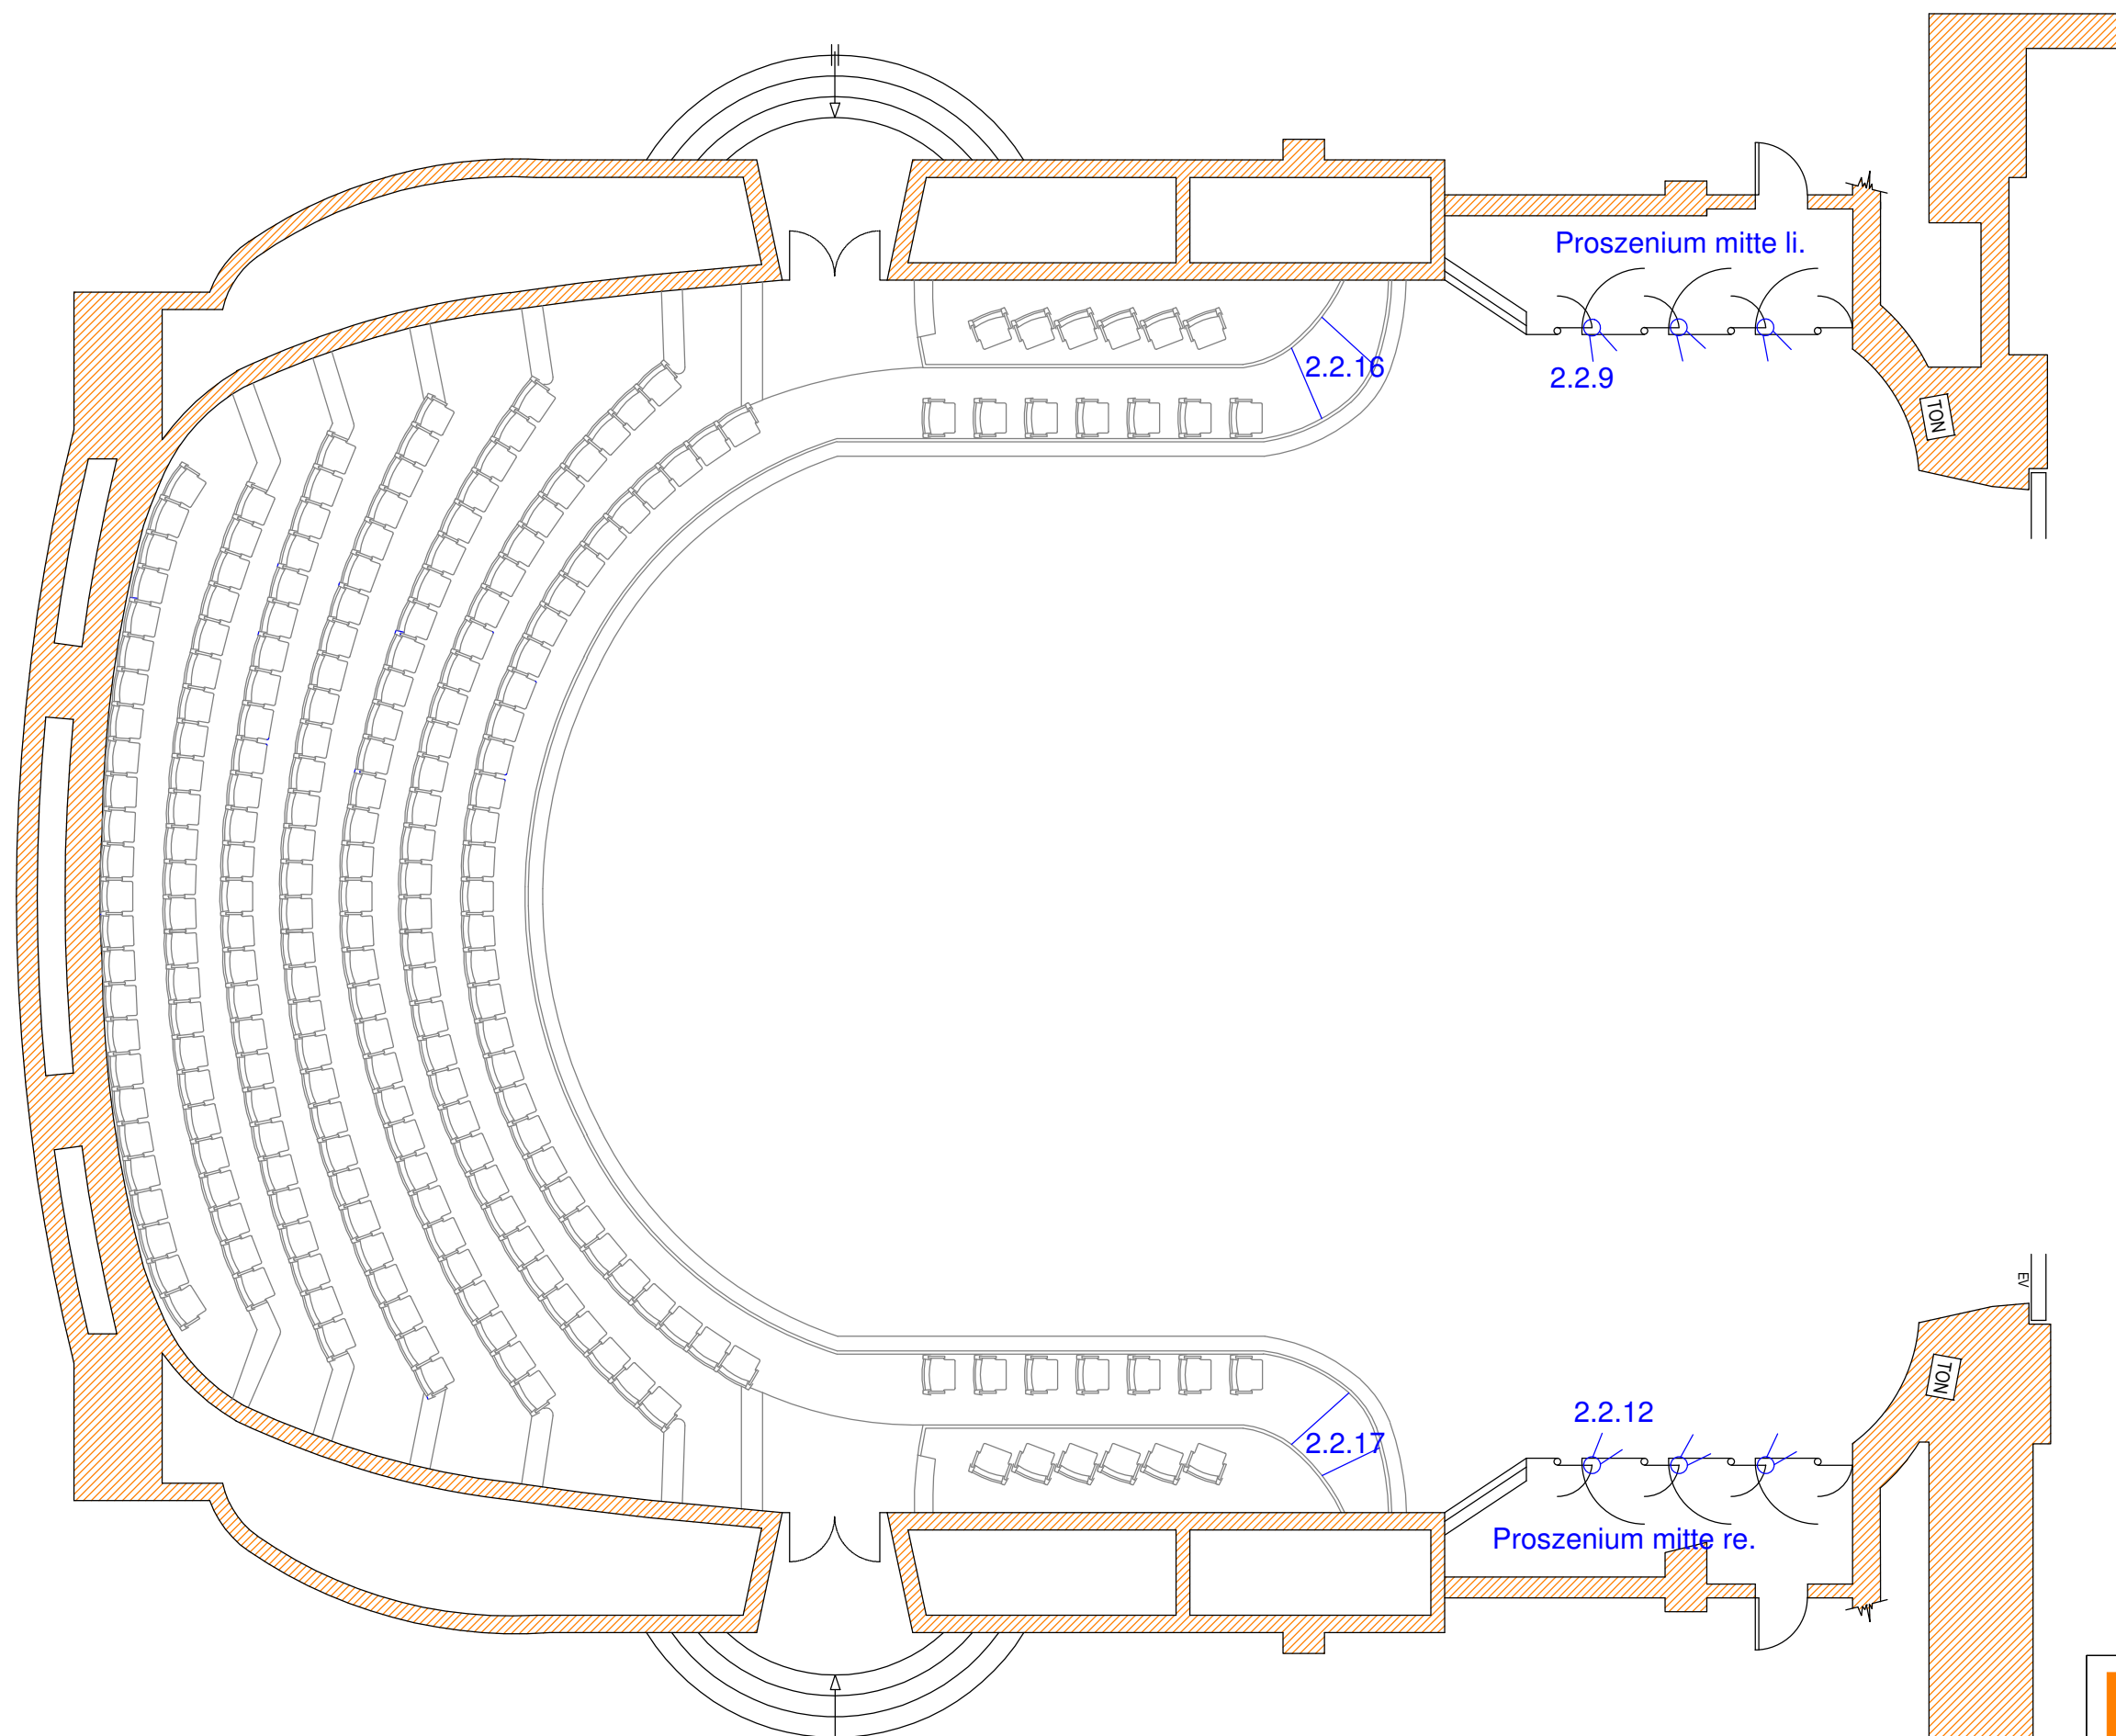 Proszenium mitte li.
2.2.16
2.2.9
TON
EV
TON
2.2.12
2.2.17
Proszenium mitte re.